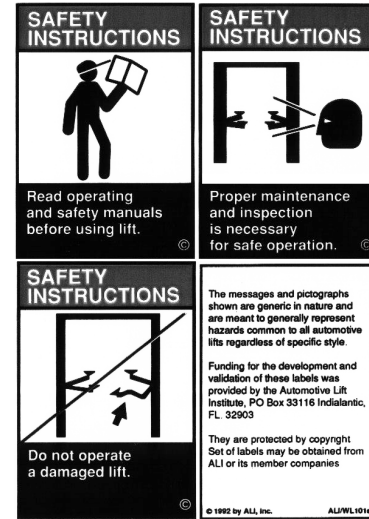 SAFETY
INSTRUCTIONS
Read operating
and safety manuals
before using lift.
©
SAFETY
INSTRUCTIONS
Proper maintenance
and inspection
is necessary
for safe operation.
©
SAFETY
INSTRUCTIONS
Do not operate
a damaged lift.
©
The messages and pictographs
shown are generic in nature and
are meant to generally represent
hazards common to all automotive
lifts regardless of specific style.
Funding for the development and
validation of these labels was
provided by the Automotive Lift
Institute, PO Box 33116 Indialantic,
FL. 32903
They are protected by copyright
Set of labels may be obtained from
ALI or its member companies
© 1992 by ALI, Inc.
ALI/WL101